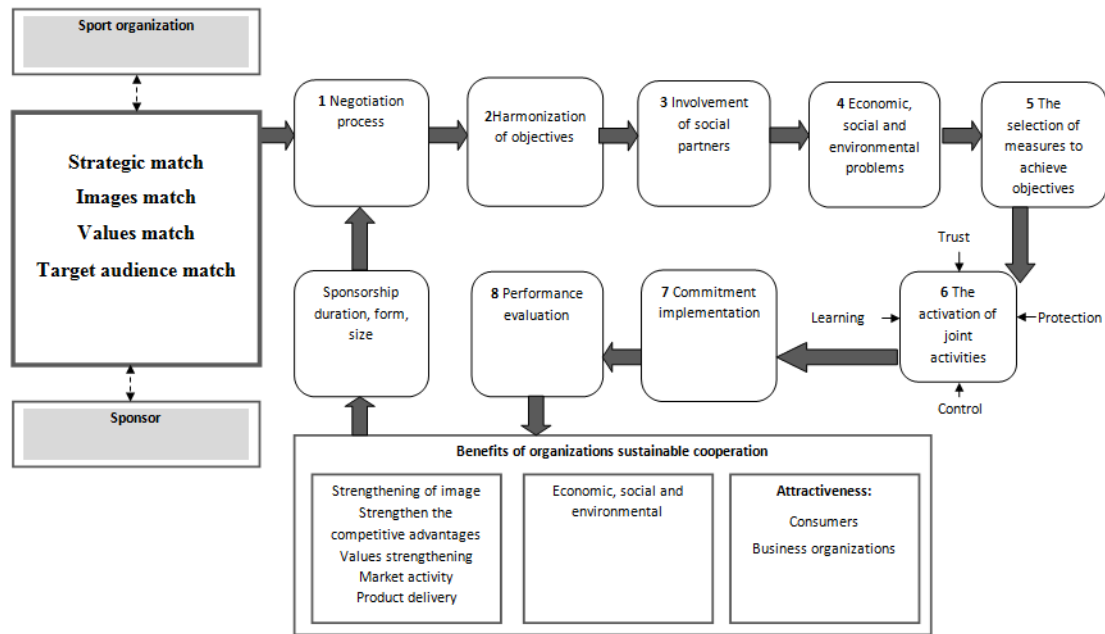 Sport organization
Strategic match
Images match
Values match
Target audience match
Sponsor
1 Negotiation
process
2Harmonization
of objectives
3 Involvement
of social
partners
4 Economic,
social and
environmental
problems
5 The
selection of
measures to
achieve
objectives
Trust
Learning
6 The
activation of
joint
activities
Protection
Control
7 Commitment
implementation
8 Performance
evaluation
Sponsorship
duration, form,
size
Benefits of organizations sustainable cooperation
Strengthening of image
Strengthen the
competitive advantages
Values strengthening
Market activity
Product delivery
Economic, social and
environmental
Attractiveness:
Consumers
Business organizations